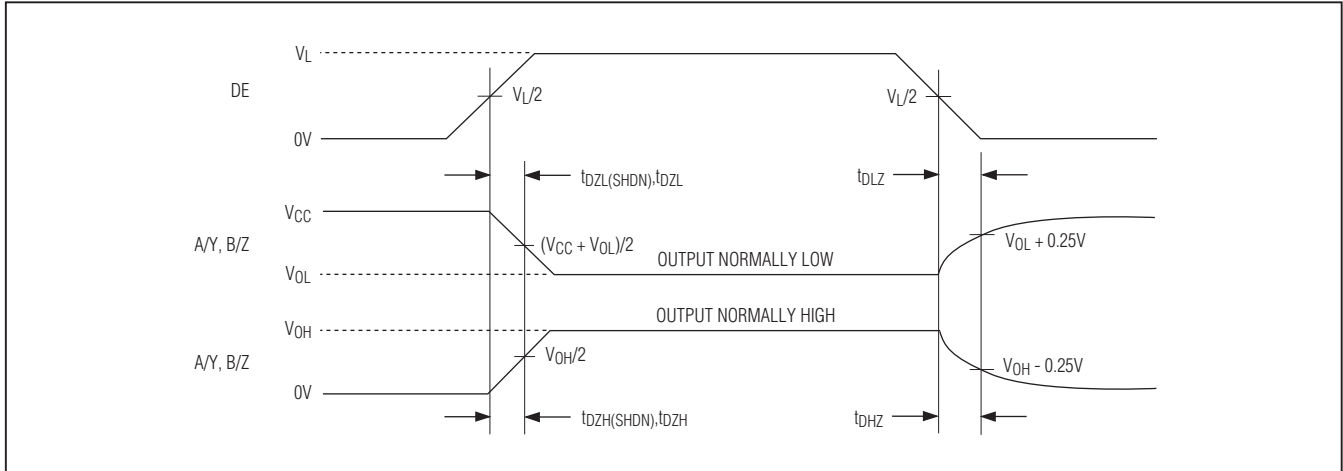 VL
DE
VL/2
VL/2
0V
tDZL(SHDN),tDZL
tDLZ
VCC
A/Y, B/Z
(VCC + VOL)/2
VOL + 0.25V
OUTPUT NORMALLY LOW
VOL
OUTPUT NORMALLY HIGH
VOH
A/Y, B/Z
VOH/2
VOH - 0.25V
0V
tDZH(SHDN),tDZH
tDHZ